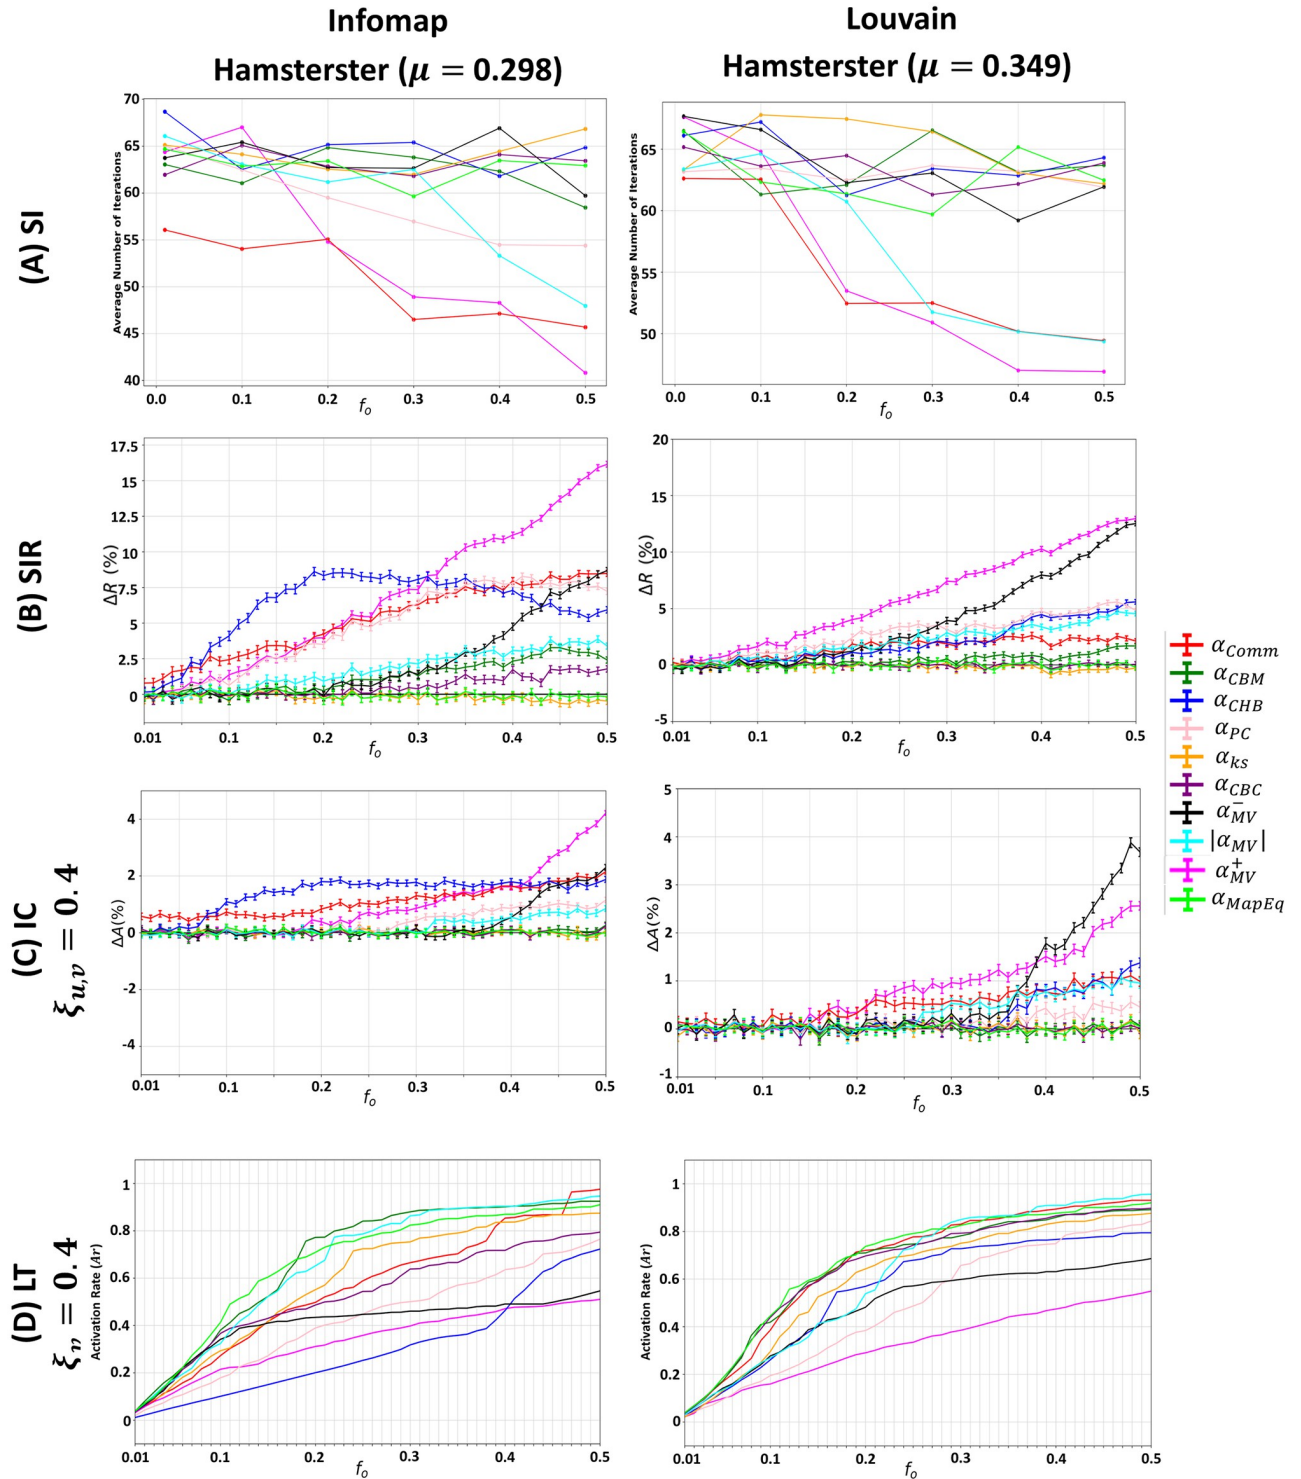 Infomap
Hamsterster (μ = 0.298)
Louvain
Hamsterster (μ = 0.349)
(A) SI
Average Number of Iterations
70
65
60
55
50
45
40
0.0 0.1 0.2 0.3 0.4 0.5
fₒ
Average Number of Iterations
65
60
55
50
0.0 0.1 0.2 0.3 0.4 0.5
fₒ
(B) SIR
ΔR (%)
17.5
15
12.5
10
7.5
5
2.5
0
0.01 0.1 0.2 0.3 0.4 0.5
fₒ
ΔR (%)
20
15
10
5
0
-5
0.01 0.1 0.2 0.3 0.4 0.5
fₒ
(C) IC
ξu,v = 0.4
ΔA(%)
4
2
0
-2
-4
0.01 0.1 0.2 0.3 0.4 0.5
fₒ
ΔA(%)
5
4
3
2
1
0
-1
0.01 0.1 0.2 0.3 0.4 0.5
fₒ
(D) LT
ξv = 0.4
Activation Rate (Ar)
1
0.8
0.6
0.4
0.2
0
0.01 0.1 0.2 0.3 0.4 0.5
fₒ
Activation Rate (Ar)
1
0.8
0.6
0.4
0.2
0
0.01 0.1 0.2 0.3 0.4 0.5
fₒ
αComm
αCBM
αCHB
αPC
αks
αCBC
α−MV
|αMV|
α+MV
αMapEq